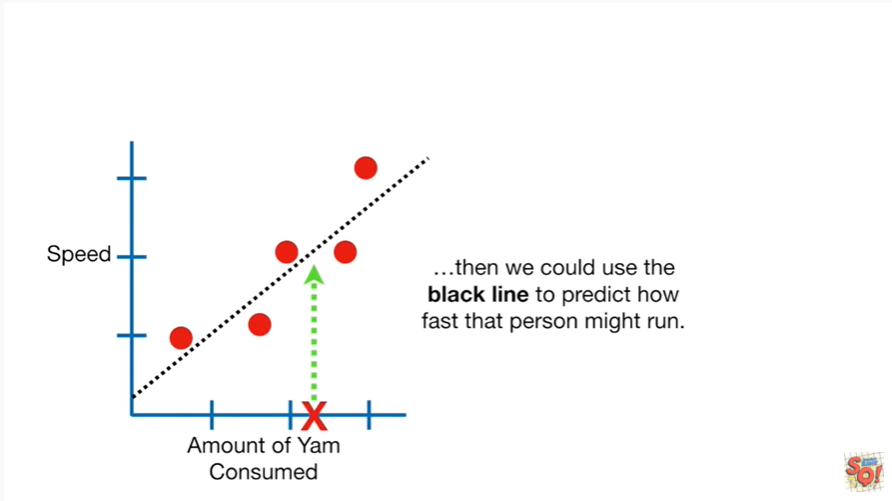 Speed
…then we could use the
black line to predict how
fast that person might run.
X
Amount of Yam
Consumed
SQ!